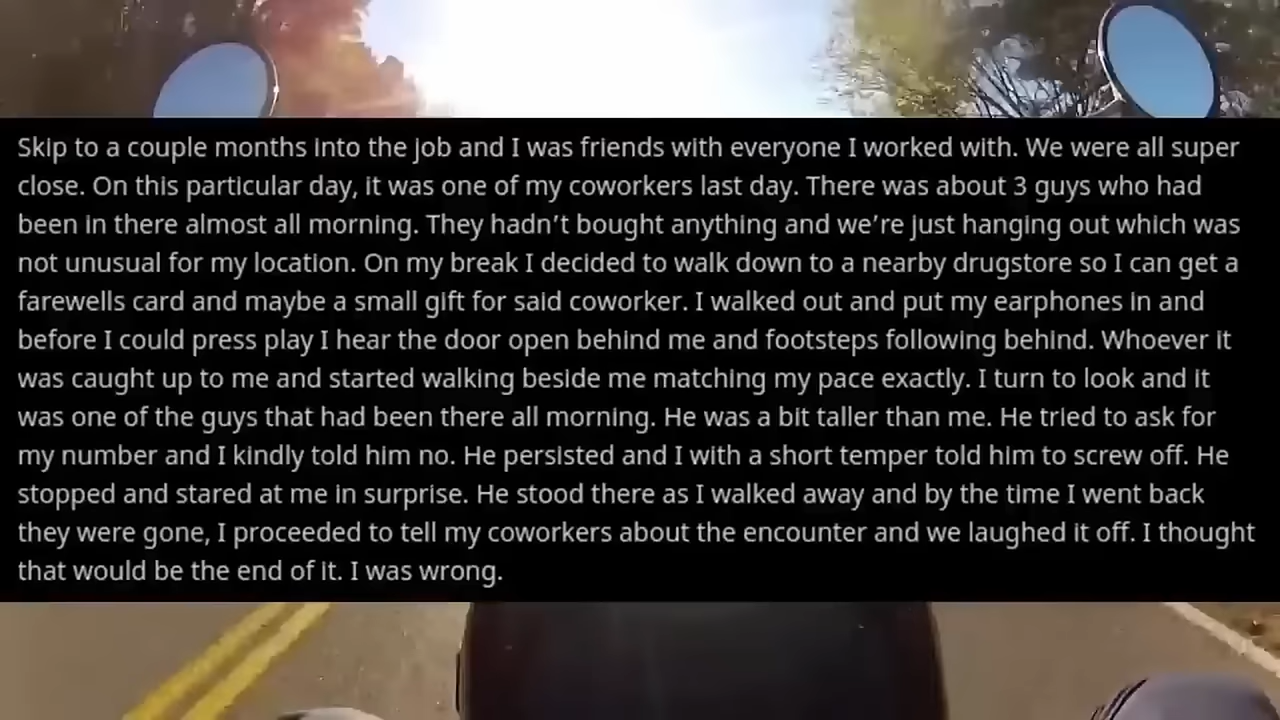 Skip to a couple months into the job and I was friends with everyone I worked with. We were all super
close. On this particular day, it was one of my coworkers last day. There was about 3 guys who had
been in there almost all morning. They hadn’t bought anything and we’re just hanging out which was
not unusual for my location. On my break I decided to walk down to a nearby drugstore so I can get a
farewells card and maybe a small gift for said coworker. I walked out and put my earphones in and
before I could press play I hear the door open behind me and footsteps following behind. Whoever it
was caught up to me and started walking beside me matching my pace exactly. I turn to look and it
was one of the guys that had been there all morning. He was a bit taller than me. He tried to ask for
my number and I kindly told him no. He persisted and I with a short temper told him to screw off. He
stopped and stared at me in surprise. He stood there as I walked away and by the time I went back
they were gone, I proceeded to tell my coworkers about the encounter and we laughed it off. I thought
that would be the end of it. I was wrong.